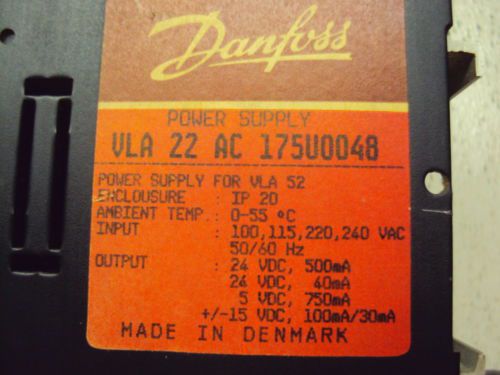 Danfoss
POWER SUPPLY
VLA 22 AC 175U0048
POWER SUPPLY FOR VLA 52
ENCLOUSURE : IP 20
AMBIENT TEMP. : 0-55 °C
INPUT : 100,115,220,240 VAC
50/60 Hz
OUTPUT : 24 VDC, 500mA
24 VDC, 40mA
5 VDC, 750mA
+/-15 VDC, 100mA/30mA
MADE IN DENMARK